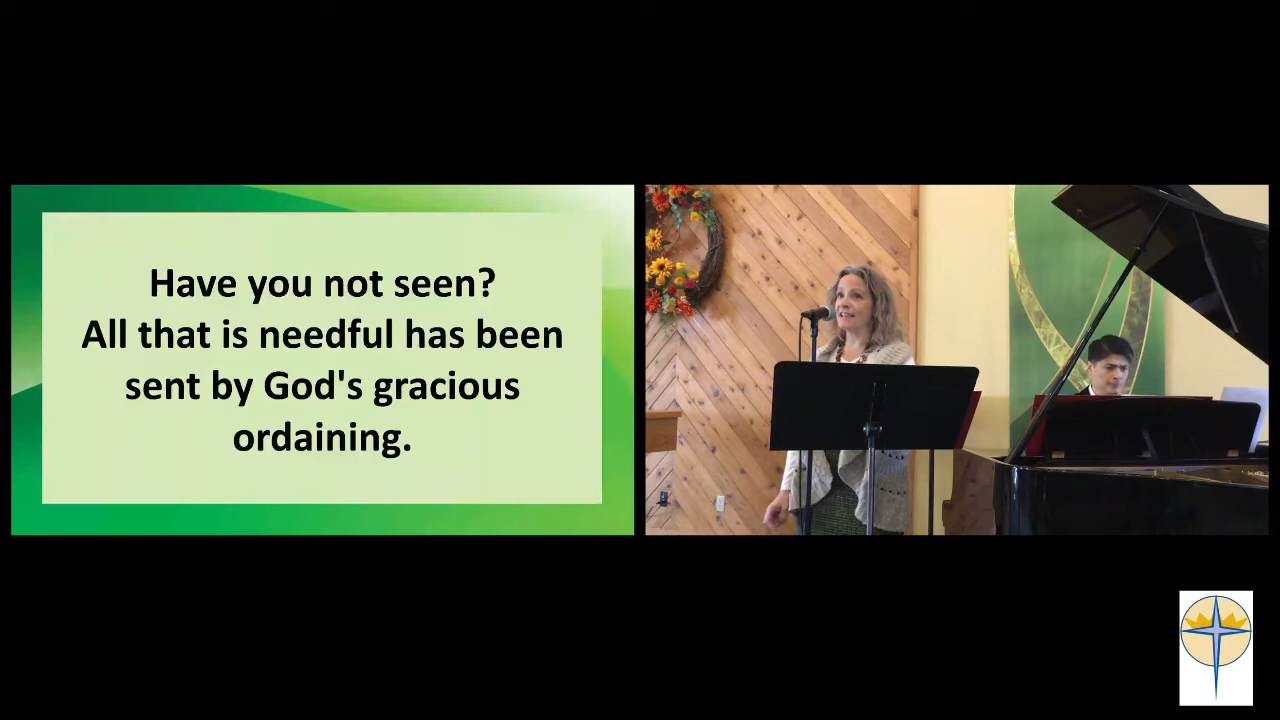 Have you not seen?
All that is needful has been
sent by God's gracious
ordaining.